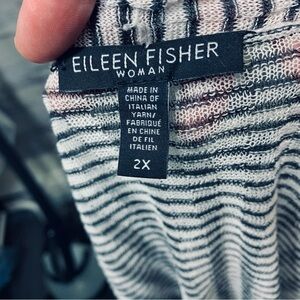 EILEEN FISHER
WOMAN
MADE IN
CHINA OF
ITALIAN
YARN/
FABRIQUÉ
EN CHINE
DE FIL
ITALIEN
2X